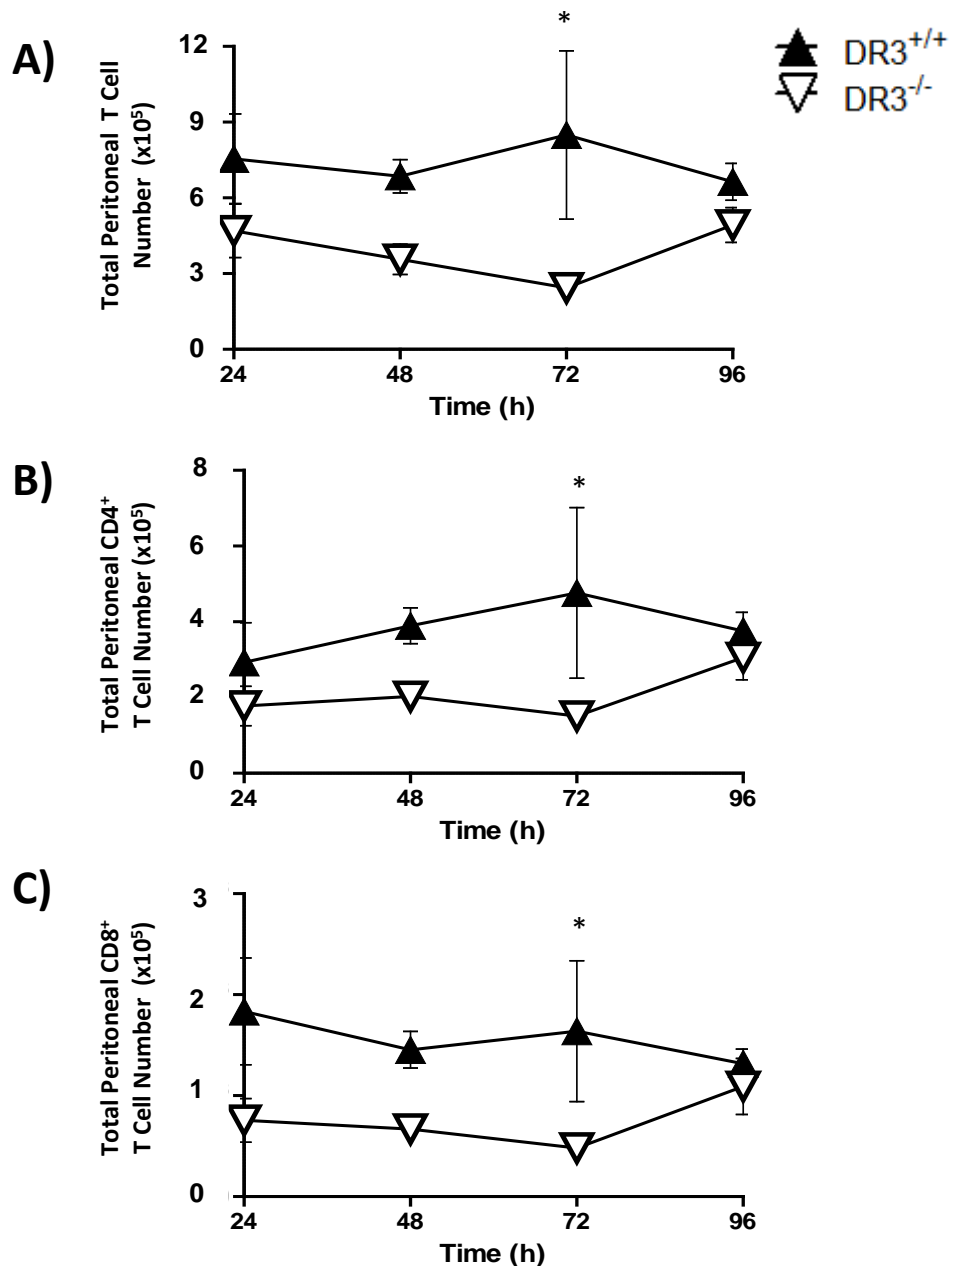 A)
Total Peritoneal T Cell
Number (x10⁵)
12
9
6
3
0
24 48 72 96
Time (h)
*
DR3+/+
DR3-/-
B)
Total Peritoneal CD4⁺
T Cell Number (x10⁵)
8
6
4
2
0
24 48 72 96
Time (h)
*
C)
Total Peritoneal CD8⁺
T Cell Number (x10⁵)
3
2
1
0
24 48 72 96
Time (h)
*